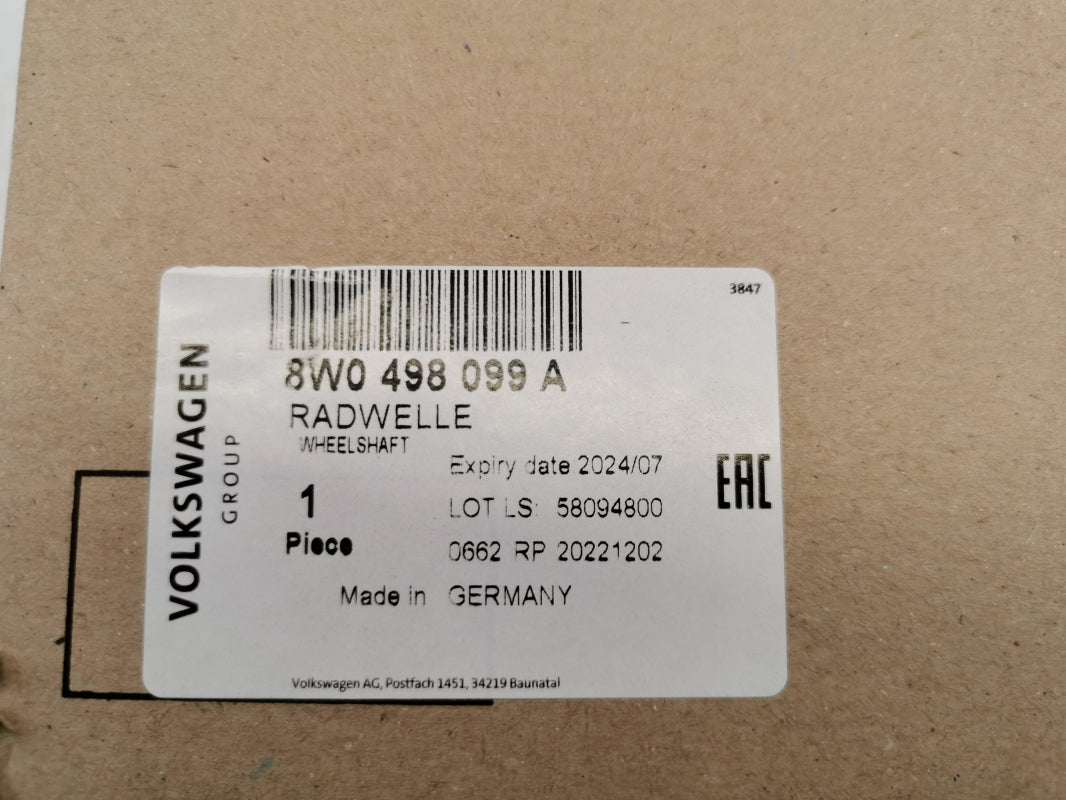 3847
VOLKSWAGEN
GROUP
8W0 498 099 A
RADWELLE
WHEELSHAFT
Expiry date 2024/07
EAC
1
LOT LS: 58094800
Piece
0662 RP 20221202
Made in GERMANY
Volkswagen AG, Postfach 1451, 34219 Baunatal